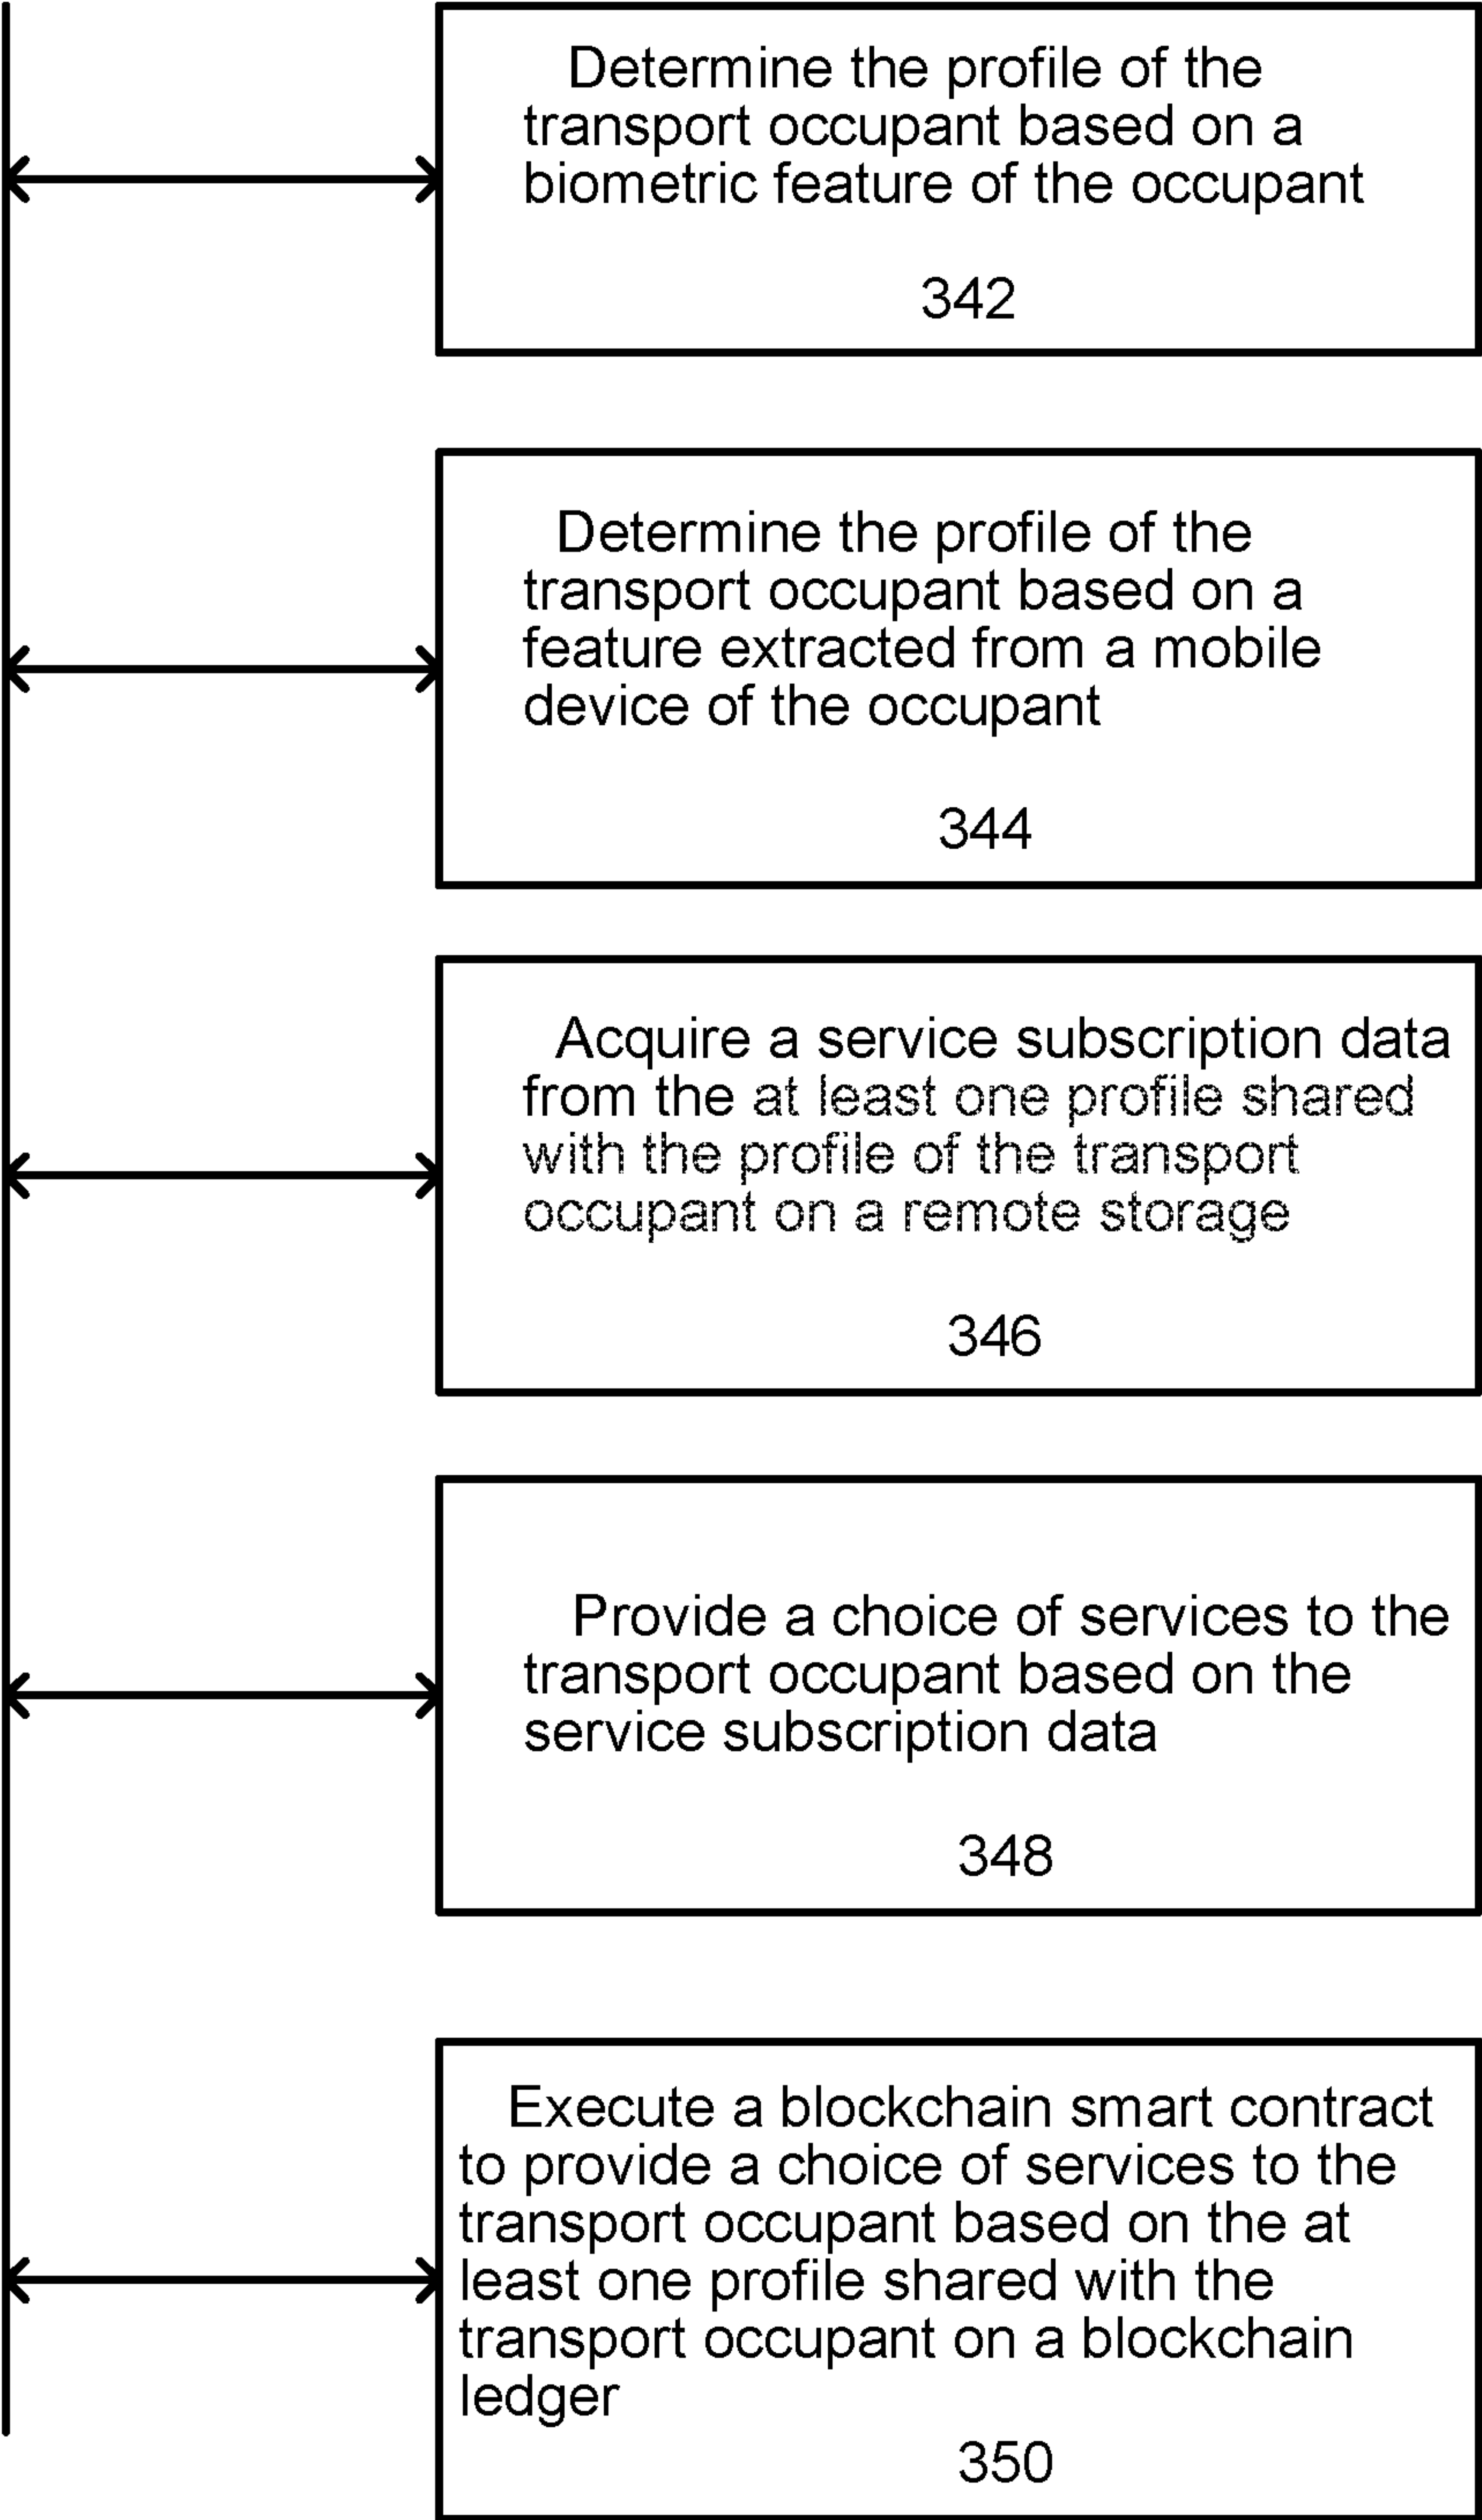 Determine the profile of the
transport occupant based on a
biometric feature of the occupant
342
Determine the profile of the
transport occupant based on a
feature extracted from a mobile
device of the occupant
344
Acquire a service subscription data
from the at least one profile shared
with the profile of the transport
occupant on a remote storage
346
Provide a choice of services to the
transport occupant based on the
service subscription data
348
Execute a blockchain smart contract
to provide a choice of services to the
transport occupant based on the at
least one profile shared with the
transport occupant on a blockchain
ledger
350